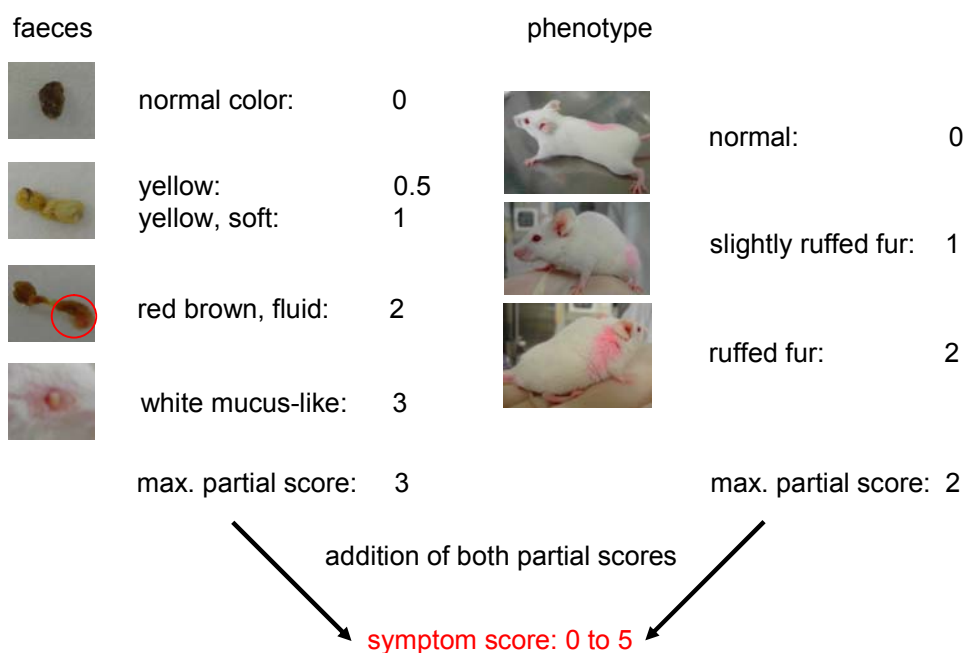 faeces
normal color: 0
yellow: 0.5
yellow, soft: 1
red brown, fluid: 2
white mucus-like: 3
max. partial score: 3
phenotype
normal: 0
slightly ruffed fur: 1
ruffed fur: 2
max. partial score: 2
addition of both partial scores
symptom score: 0 to 5